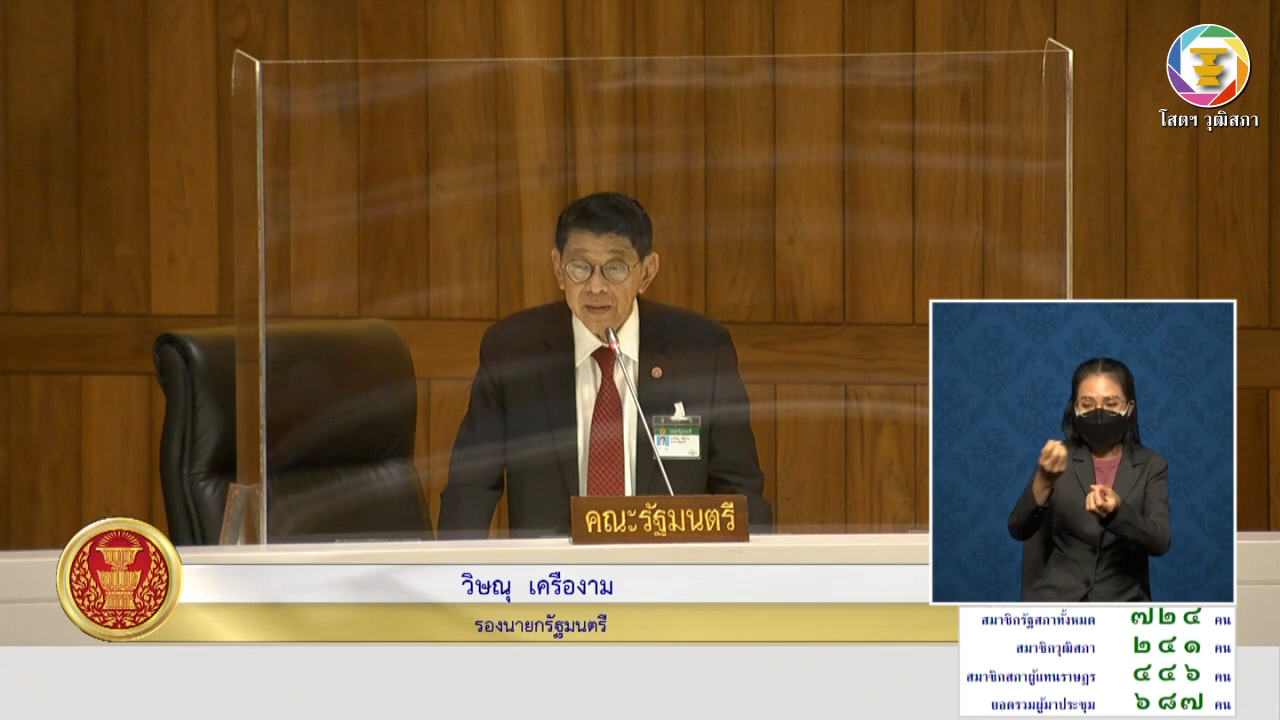 โสตฯ วุฒิสภา
คณะรัฐมนตรี
วิษณุ เครืองาม
รองนายกรัฐมนตรี
สมาชิกรัฐสภาทั้งหมด ๗๒๔ คน
สมาชิกวุฒิสภา ๒๔๑ คน
สมาชิกสภาผู้แทนราษฎร ๔๔๖ คน
ยอดรวมผู้มาประชุม ๖๘๗ คน